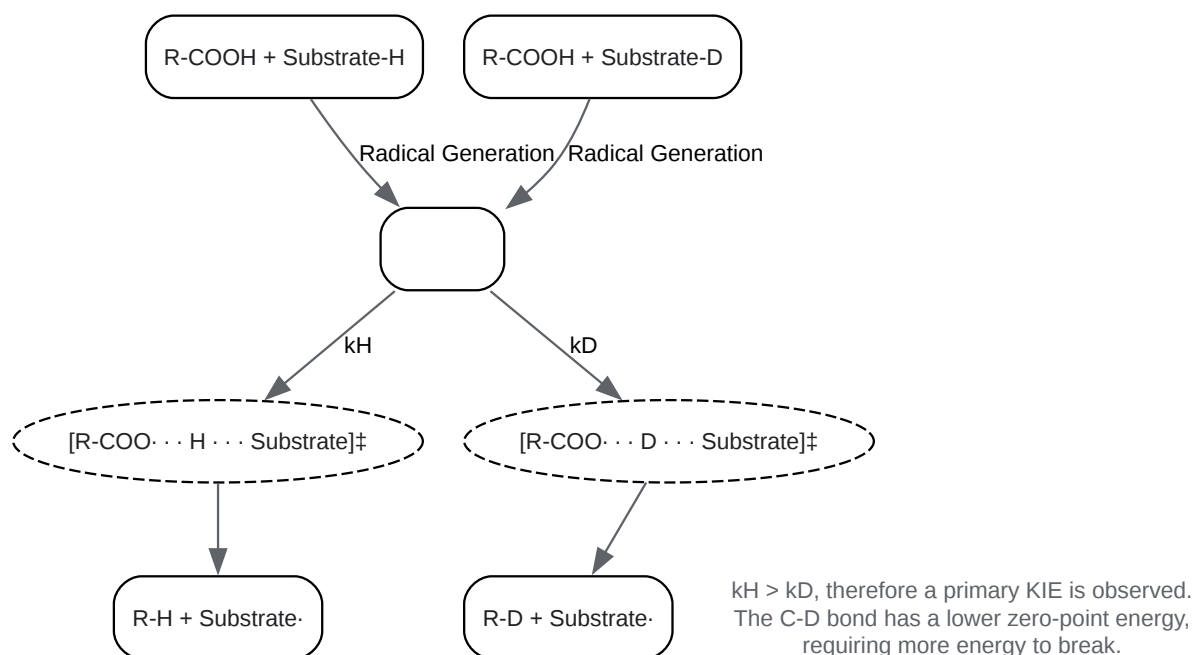 R-COOH + Substrate-H
R-COOH + Substrate-D
Radical Generation
Radical Generation
kH
kD
[R-COO· · · H · · · Substrate]‡
[R-COO· · · D · · · Substrate]‡
R-H + Substrate·
R-D + Substrate·
kH > kD, therefore a primary KIE is observed.
The C-D bond has a lower zero-point energy,
requiring more energy to break.